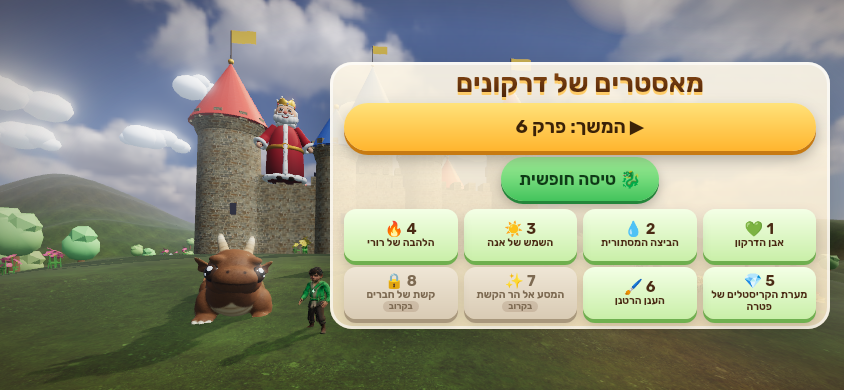 מאסטרים של דרקונים
▶ המשך: פרק 6
🐉 טיסה חופשית
1 💚
אבן הדרקון
2 💧
הביצה המסתורית
3 ☀️
השמש של אנה
4 🔥
הלהבה של רורי
5 💎
מערת הקריסטלים של
פטרה
6 🖌️
הענן הרטנן
7 ✨
המסע אל הר הקשת
בקרוב
8 🔒
קשת של חברים
בקרוב